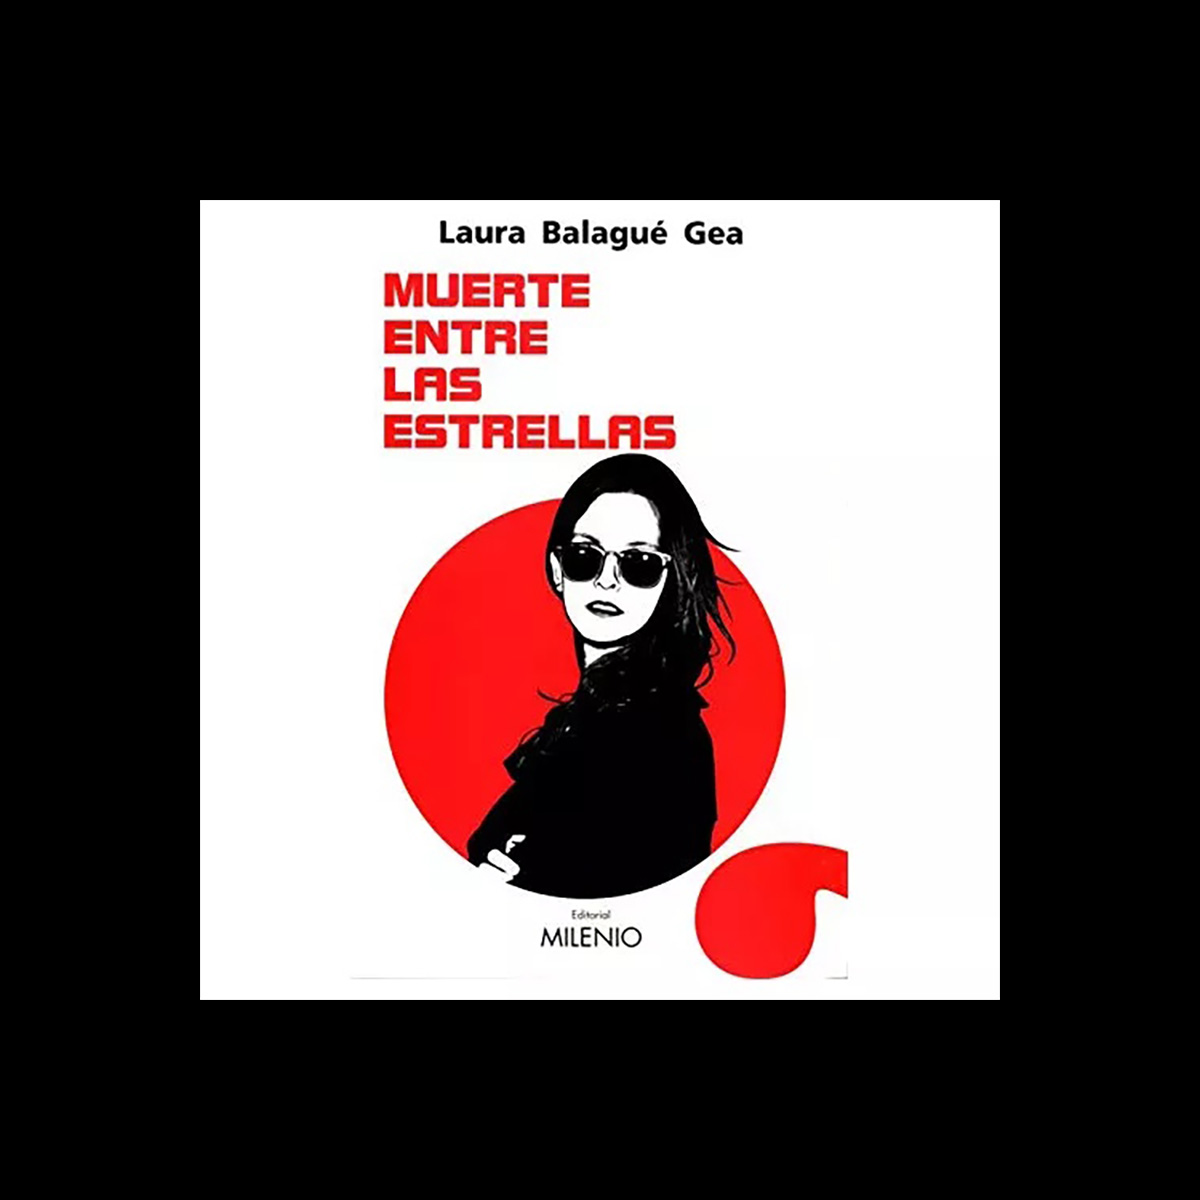 Laura Balagué Gea
MUERTE
ENTRE
LAS
ESTRELLAS
Editorial
MILENIO